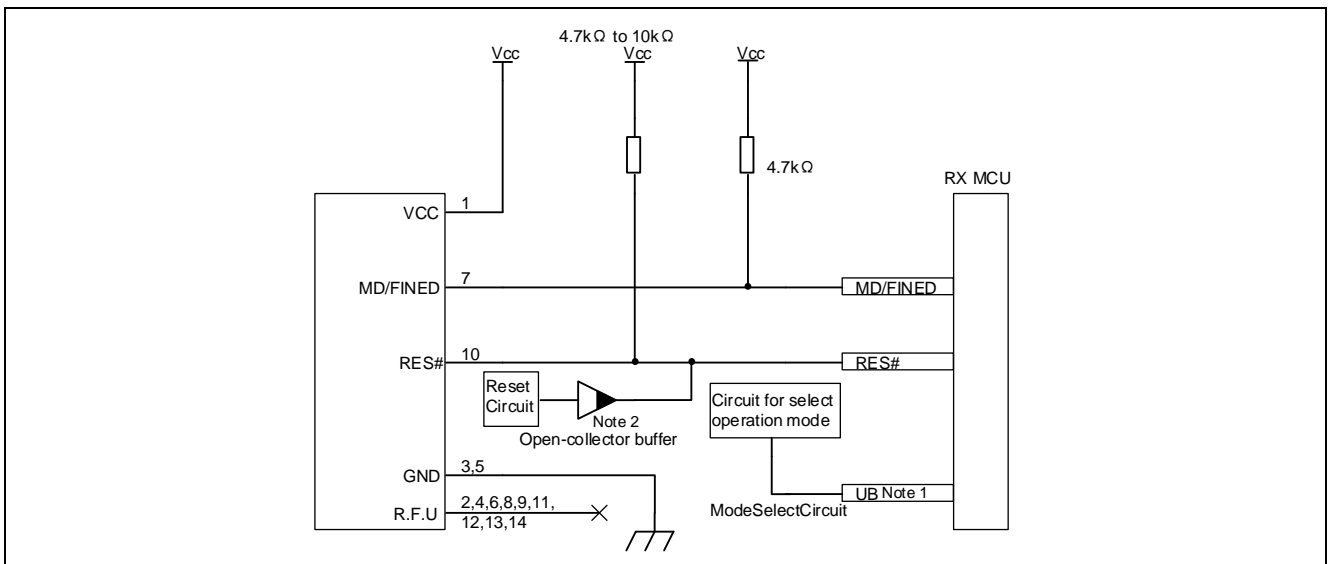 4.7kΩ to 10kΩ
Vcc
Vcc
Vcc
4.7kΩ
RX MCU
VCC
1
MD/FINED
7
MD/FINED
RES#
10
RES#
Reset
Circuit
Note 2
Open-collector buffer
Circuit for select
operation mode
GND
3,5
UB Note 1
ModeSelectCircuit
R.F.U
2,4,6,8,9,11,
12,13,14